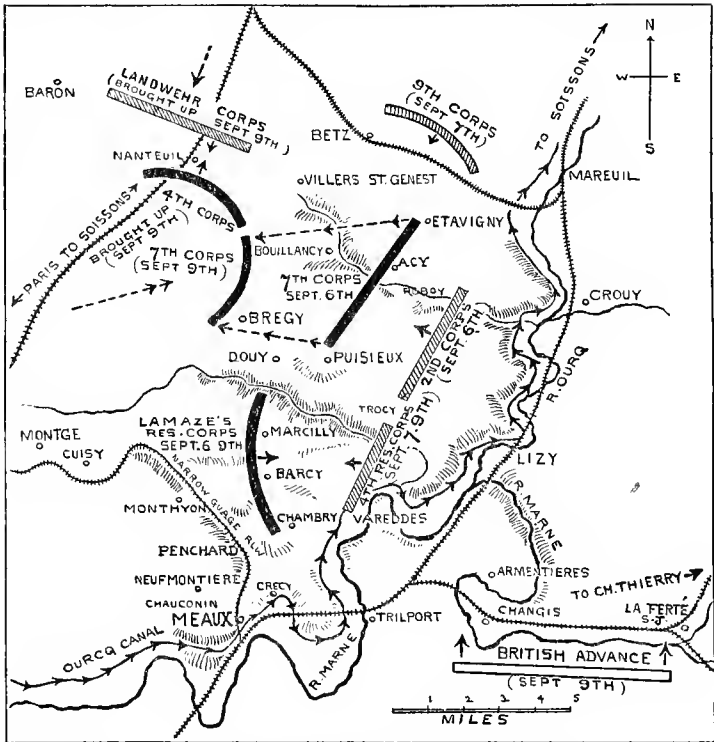 N
W E
S
LANDWEHR CORPS
(BROUGHT UP SEPT 9TH)
BARON
9TH CORPS
(SEPT 7TH)
TO SOISSONS
BETZ
NANTEUIL
MAREUIL
VILLERS ST. GENEST
4TH CORPS
BROUGHT UP
(SEPT 9TH)
PARIS TO SOISSONS
ETAVIGNY
BOUILLANCY
7TH CORPS
(SEPT 9TH)
7TH CORPS
SEPT. 6TH
ACY
CROUY
BREGY
2ND CORPS
(SEPT. 6TH)
DOUY
PUISIEUX
R. OURQ
TROCY
LAMAZE'S
RES. CORPS
SEPT. 6 9TH
MARCILLY
4TH RES. CORPS
SEPT 7-9TH)
MONTGE
CUISY
BARCY
LIZY
NARROW GUAGE RLY
MONTHYON
CHAMBRY
VAREDDES
R. MARNE
PENCHARD
NEUFMONTIERE
CRECY
ARMENTIERES
TO CH. THIERRY
CHAUCONIN
MEAUX
TRILPORT
CHANGIS
LA FERTÉ
S-J.
OURCQ CANAL
R. MARNE
BRITISH ADVANCE
(SEPT 9TH)
1 2 3 4 5
MILES